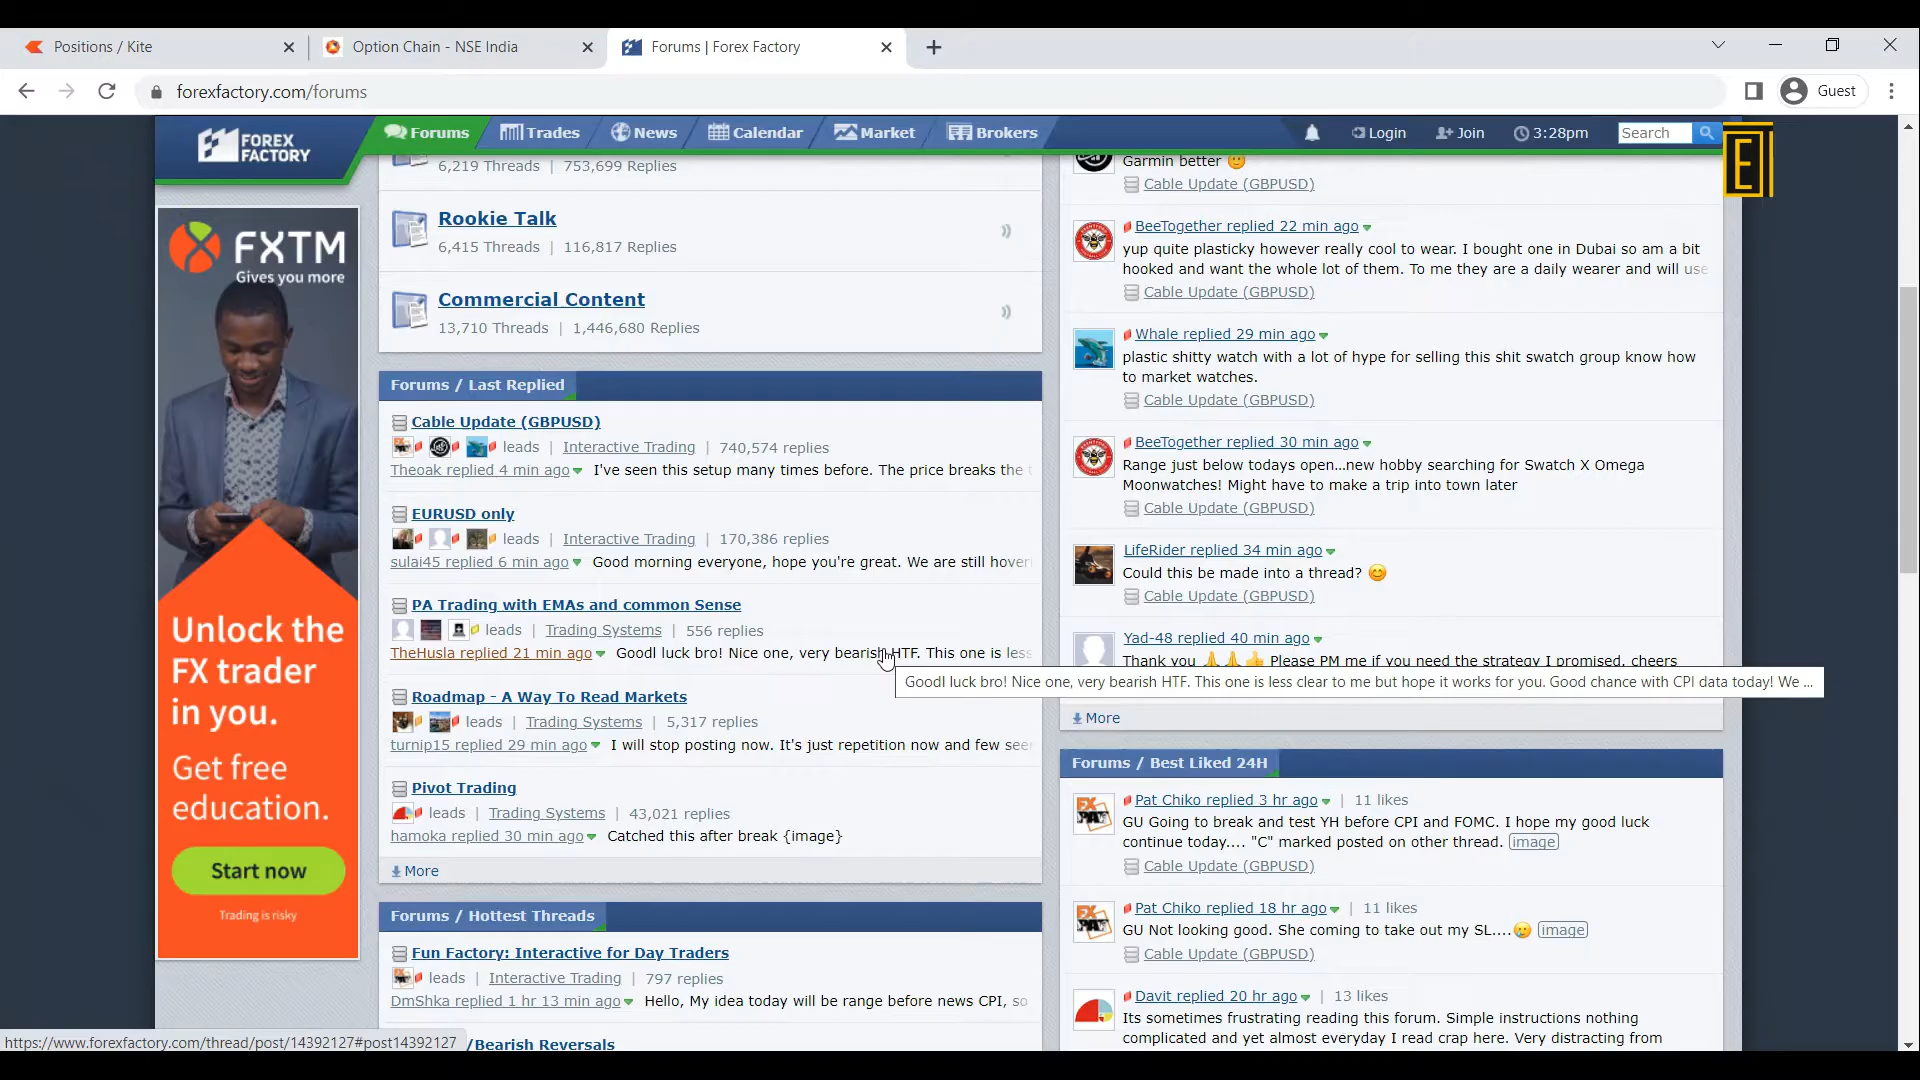 Positions / Kite
Option Chain - NSE India
Forums | Forex Factory
forexfactory.com/forums
Guest
FOREX
FACTORY
Forums
Trades
News
Calendar
Market
Brokers
Login
Join
3:28pm
Search
E
FXTM
Gives you more
Unlock the
FX trader
in you.
Get free
education.
Start now
Trading is risky
6,219 Threads | 753,699 Replies
Rookie Talk
6,415 Threads | 116,817 Replies
Commercial Content
13,710 Threads | 1,446,680 Replies
Forums / Last Replied
Cable Update (GBPUSD)
leads | Interactive Trading | 740,574 replies
Theoak replied 4 min ago I've seen this setup many times before. The price breaks the
EURUSD only
leads | Interactive Trading | 170,386 replies
sulai45 replied 6 min ago Good morning everyone, hope you're great. We are still hover
PA Trading with EMAs and common Sense
leads | Trading Systems | 556 replies
TheHusla replied 21 min ago Goodl luck bro! Nice one, very bearish HTF. This one is less
Roadmap - A Way To Read Markets
leads | Trading Systems | 5,317 replies
turnip15 replied 29 min ago I will stop posting now. It's just repetition now and few see
Pivot Trading
leads | Trading Systems | 43,021 replies
hamoka replied 30 min ago Catched this after break {image}
More
Forums / Hottest Threads
Fun Factory: Interactive for Day Traders
leads | Interactive Trading | 797 replies
DmShka replied 1 hr 13 min ago Hello, My idea today will be range before news CPI, so
/Bearish Reversals
https://www.forexfactory.com/thread/post/14392127#post14392127
Garmin better 🙂
Cable Update (GBPUSD)
BeeTogether replied 22 min ago
yup quite plasticky however really cool to wear. I bought one in Dubai so am a bit
hooked and want the whole lot of them. To me they are a daily wearer and will use
Cable Update (GBPUSD)
Whale replied 29 min ago
plastic shitty watch with a lot of hype for selling this shit swatch group know how
to market watches.
Cable Update (GBPUSD)
BeeTogether replied 30 min ago
Range just below todays open...new hobby searching for Swatch X Omega
Moonwatches! Might have to make a trip into town later
Cable Update (GBPUSD)
LifeRider replied 34 min ago
Could this be made into a thread? 😊
Cable Update (GBPUSD)
Yad-48 replied 40 min ago
Thank you 🙏🙏👍 Please PM me if you need the strategy I promised. cheers
Goodl luck bro! Nice one, very bearish HTF. This one is less clear to me but hope it works for you. Good chance with CPI data today! We ...
More
Forums / Best Liked 24H
Pat Chiko replied 3 hr ago | 11 likes
GU Going to break and test YH before CPI and FOMC. I hope my good luck
continue today.... "C" marked posted on other thread. image
Cable Update (GBPUSD)
Pat Chiko replied 18 hr ago | 11 likes
GU Not looking good. She coming to take out my SL....🥲 image
Cable Update (GBPUSD)
Davit replied 20 hr ago | 13 likes
Its sometimes frustrating reading this forum. Simple instructions nothing
complicated and yet almost everyday I read crap here. Very distracting from